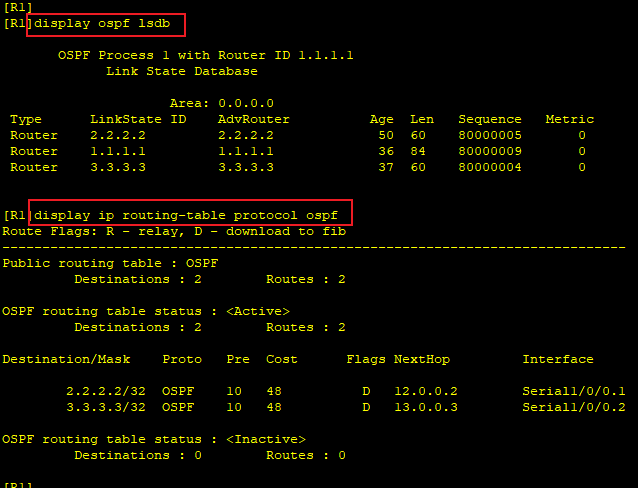 [R1]
[R1]display ospf lsdb
OSPF Process 1 with Router ID 1.1.1.1
Link State Database
Area: 0.0.0.0
Type LinkState ID AdvRouter Age Len Sequence Metric
Router 2.2.2.2 2.2.2.2 50 60 80000005 0
Router 1.1.1.1 1.1.1.1 36 84 80000009 0
Router 3.3.3.3 3.3.3.3 37 60 80000004 0
[R1]display ip routing-table protocol ospf
Route Flags: R - relay, D - download to fib
------------------------------------------------------------------------------
Public routing table : OSPF
Destinations : 2 Routes : 2
OSPF routing table status : <Active>
Destinations : 2 Routes : 2
Destination/Mask Proto Pre Cost Flags NextHop Interface
2.2.2.2/32 OSPF 10 48 D 12.0.0.2 Serial1/0/0.1
3.3.3.3/32 OSPF 10 48 D 13.0.0.3 Serial1/0/0.2
OSPF routing table status : <Inactive>
Destinations : 0 Routes : 0
[R1]